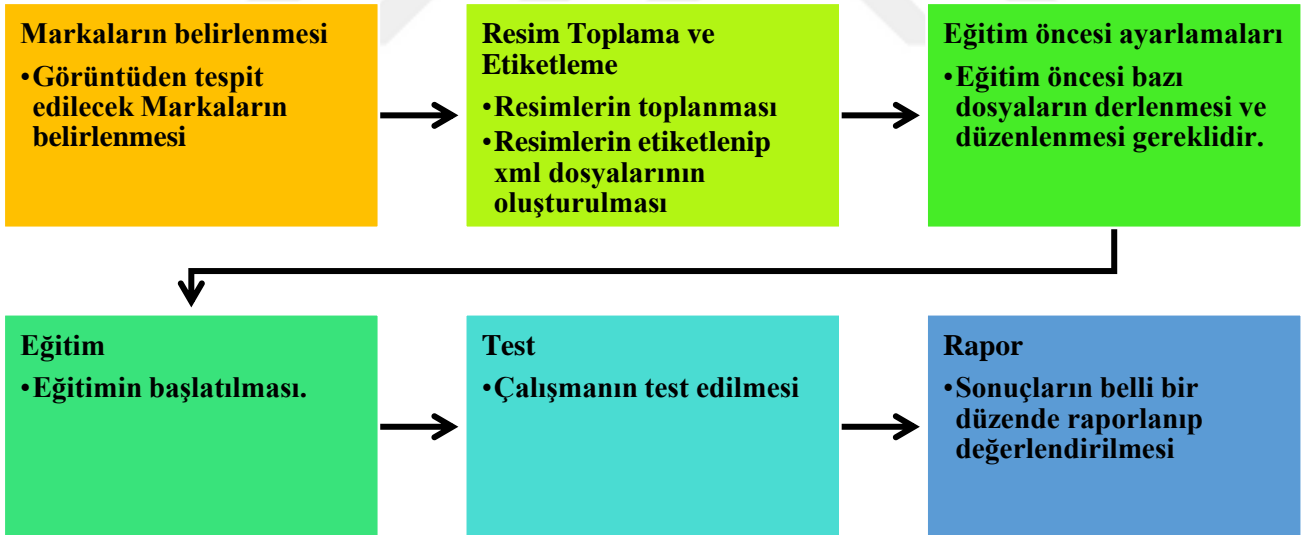 Markaların belirlenmesi
•Görüntüden tespit
edilecek Markaların
belirlenmesi
Resim Toplama ve
Etiketleme
•Resimlerin toplanması
•Resimlerin etiketlenip
xml dosyalarının
oluşturulması
Eğitim öncesi ayarlamaları
•Eğitim öncesi bazı
dosyaların derlenmesi ve
düzenlenmesi gereklidir.
Eğitim
•Eğitimin başlatılması.
Test
•Çalışmanın test edilmesi
Rapor
•Sonuçların belli bir
düzende raporlanıp
değerlendirilmesi